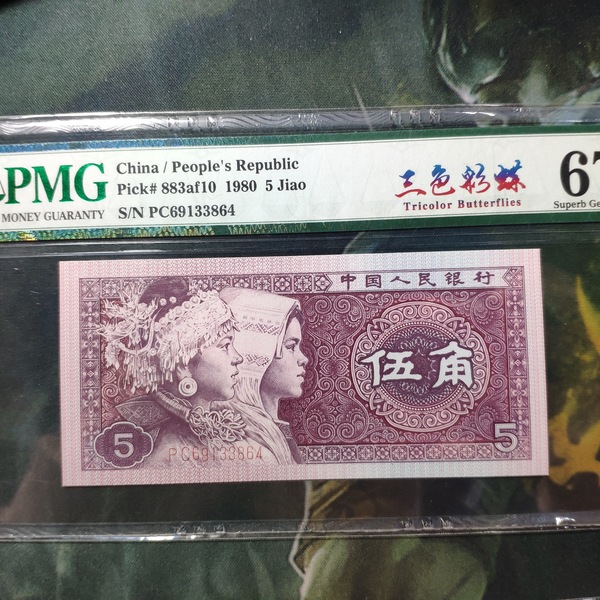 PMG
MONEY GUARANTY
China / People's Republic
Pick# 883af10 1980 5 Jiao
S/N PC69133864
三色彩蝶
Tricolor Butterflies
67
Superb Ge
中国人民银行
伍角
5
PC69133864
5